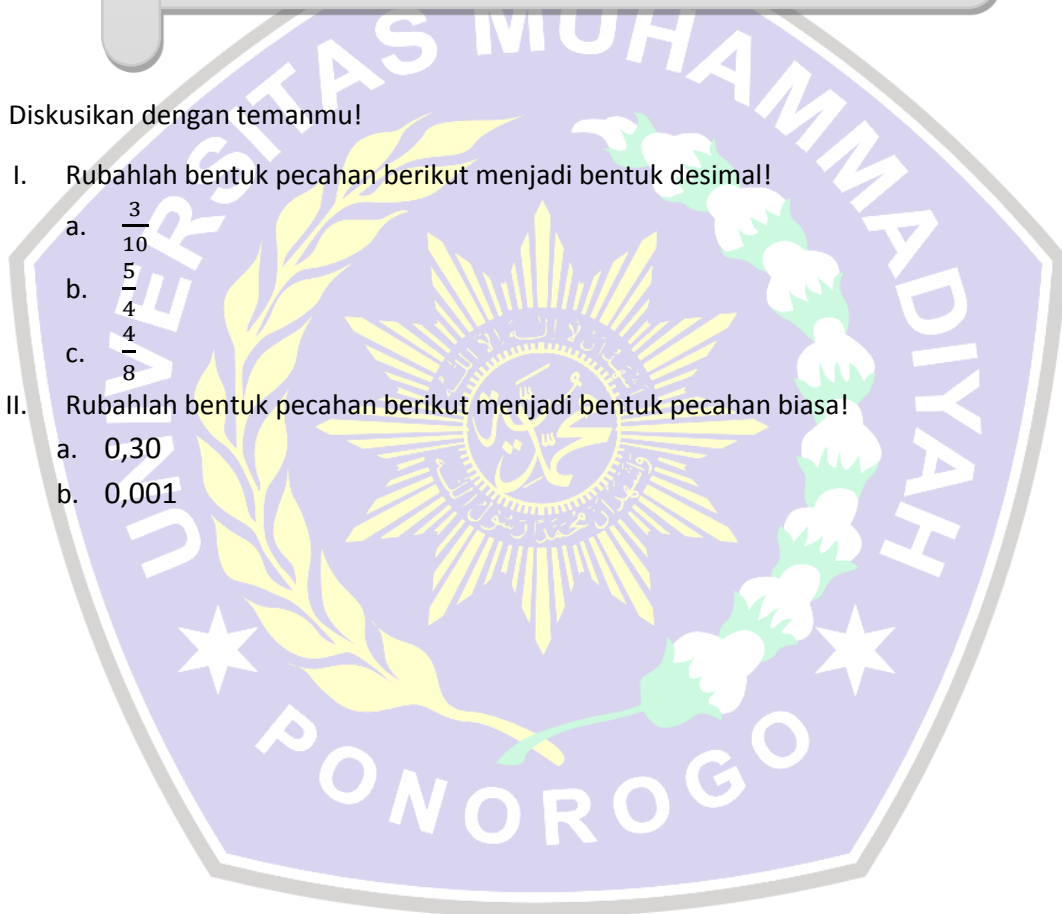 UNIVERSITAS MUHAMMADIYAH
Diskusikan dengan temanmu!
I. Rubahlah bentuk pecahan berikut menjadi bentuk desimal!
a. 3/10
b. 5/4
c. 4/8
II. Rubahlah bentuk pecahan berikut menjadi bentuk pecahan biasa!
a. 0,30
b. 0,001
PONOROGO